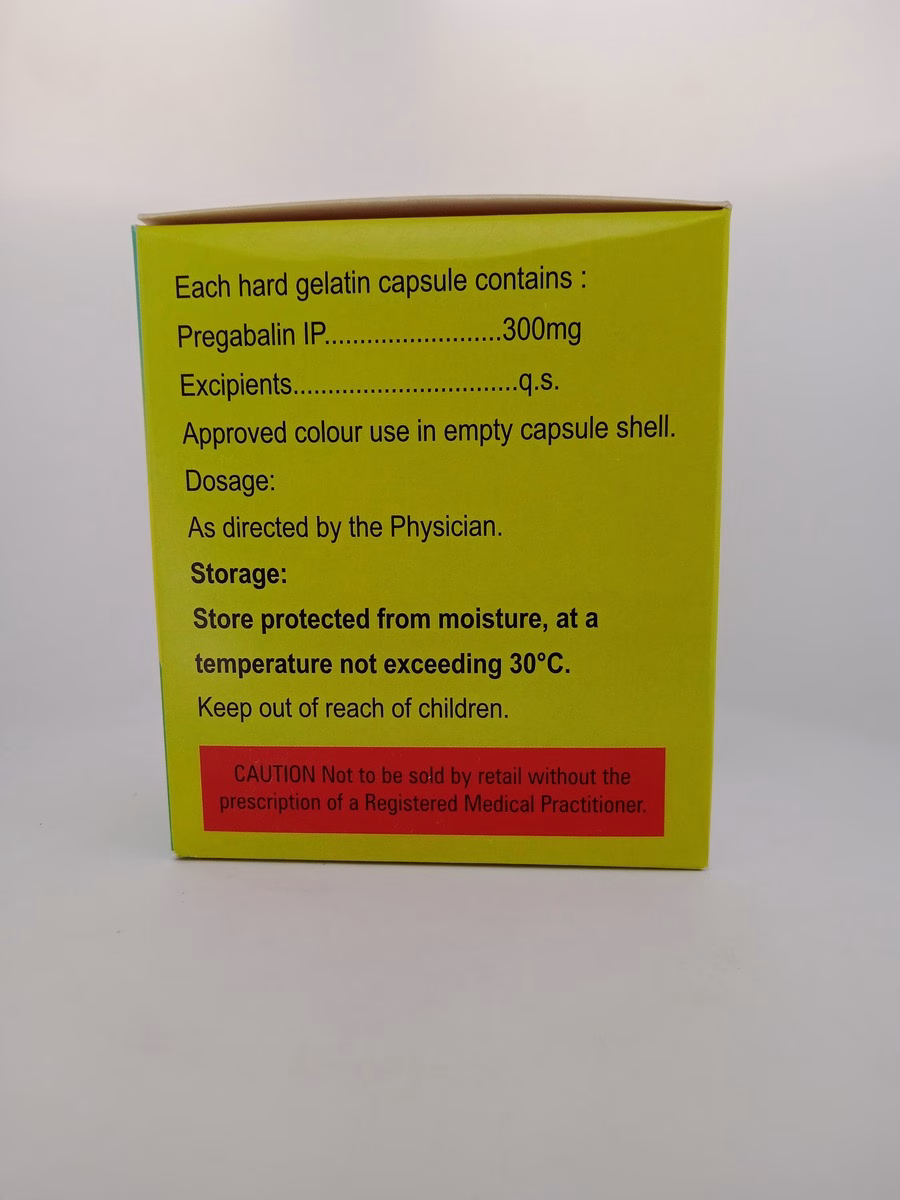 Each hard gelatin capsule contains :
Pregabalin IP.........................300mg
Excipients................................q.s.
Approved colour use in empty capsule shell.
Dosage:
As directed by the Physician.
Storage:
Store protected from moisture, at a
temperature not exceeding 30°C.
Keep out of reach of children.
CAUTION Not to be sold by retail without the
prescription of a Registered Medical Practitioner.